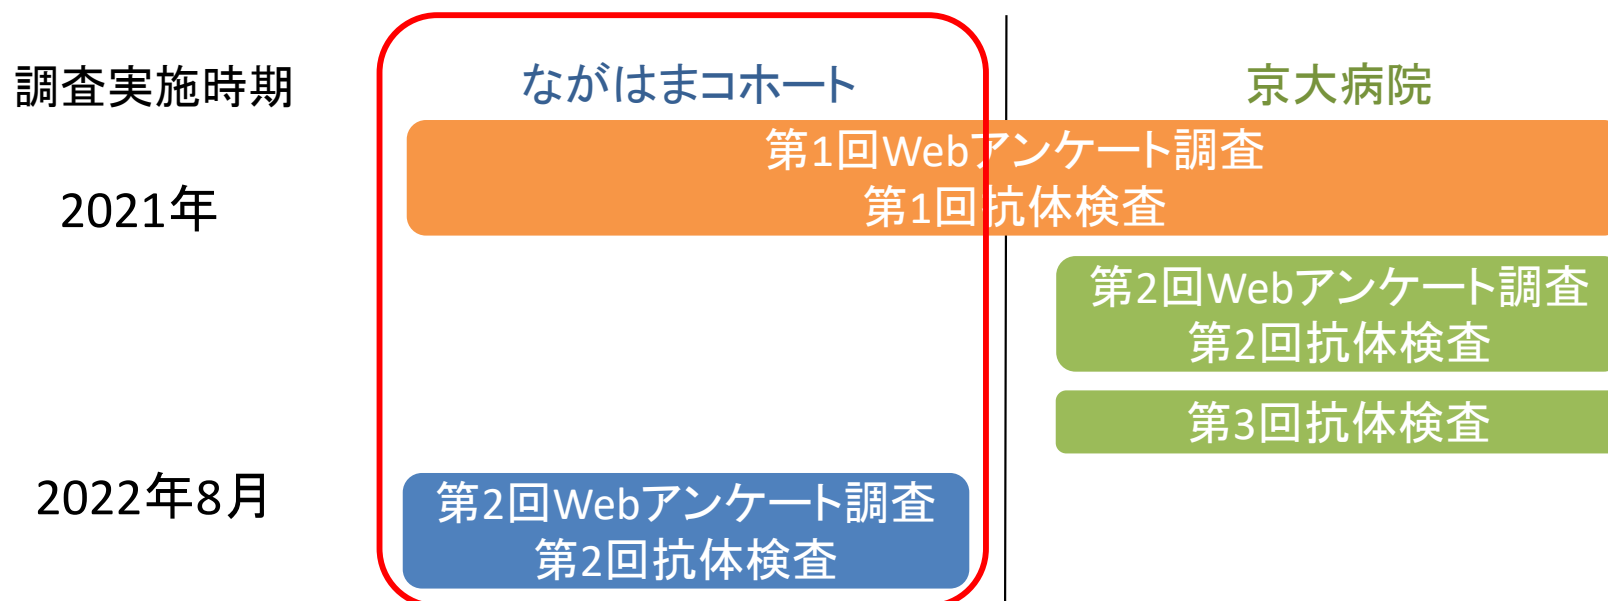 調査実施時期
ながはまコホート
京大病院
第1回Webアンケート調査
第1回抗体検査
2021年
第2回Webアンケート調査
第2回抗体検査
第3回抗体検査
2022年8月
第2回Webアンケート調査
第2回抗体検査